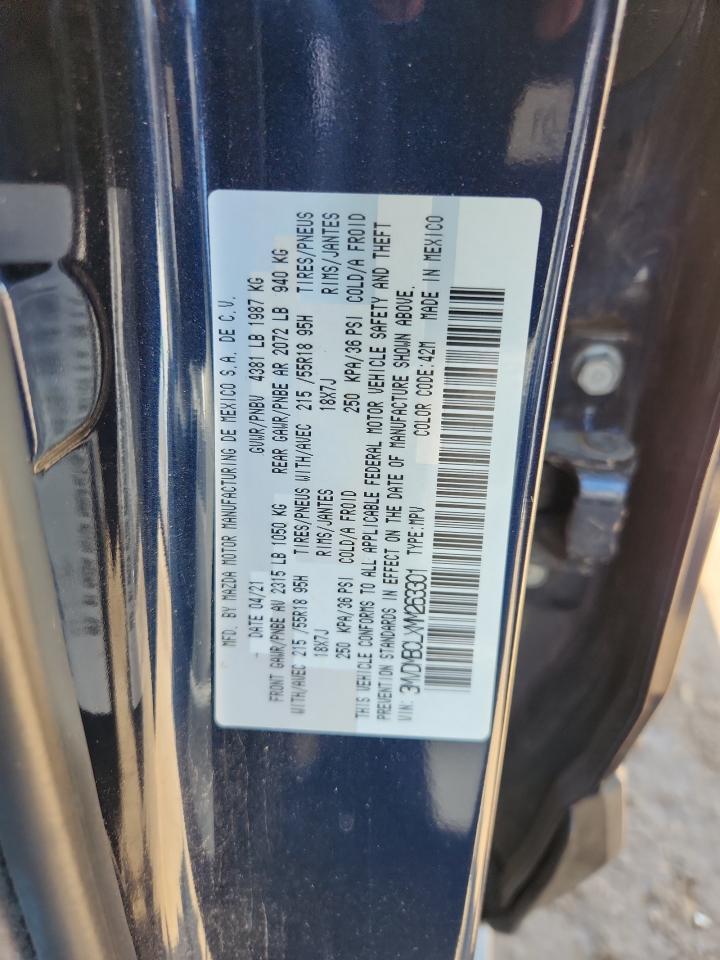 MFD. BY MAZDA MOTOR MANUFACTURING DE MEXICO S.A. DE C.V.
DATE 04/21 GVWR/PNBV 4381 LB 1987 KG
FRONT GAWR/PNBE AV 2315 LB 1050 KG REAR GAWR/PNBE AR 2072 LB 940 KG
WITH/AVEC 215 /55R18 95H TIRES/PNEUS WITH/AVEC 215 /55R18 95H TIRES/PNEUS
18X7J RIMS/JANTES 18X7J RIMS/JANTES
250 KPA/36 PSI COLD/A FROID 250 KPA/36 PSI COLD/A FROID
THIS VEHICLE CONFORMS TO ALL APPLICABLE FEDERAL MOTOR VEHICLE SAFETY AND THEFT
PREVENTION STANDARDS IN EFFECT ON THE DATE OF MANUFACTURE SHOWN ABOVE.
VIN: 3MVDMBCLXMM263301 TYPE:MPV COLOR CODE:42M MADE IN MEXICO